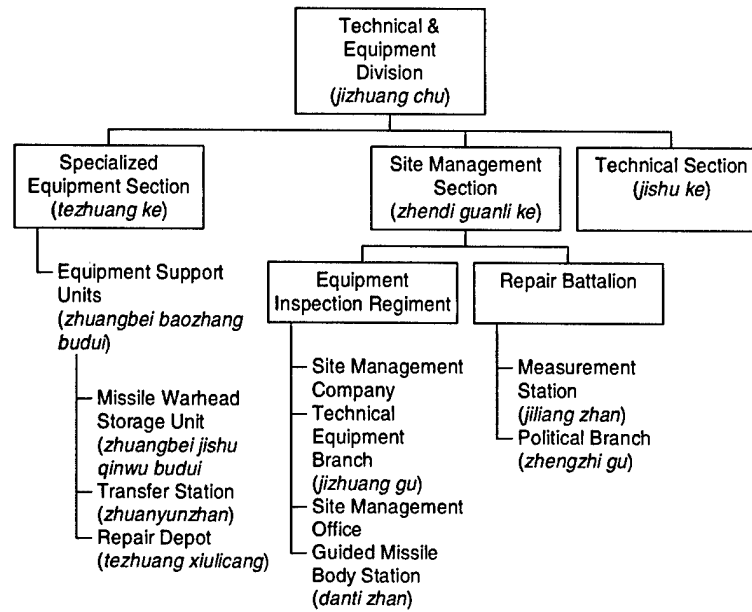 Technical &
Equipment
Division
(jizhuang chu)
Specialized
Equipment Section
(tezhuang ke)
Site Management
Section
(zhendi guanli ke)
Technical Section
(jishu ke)
Equipment Support
Units
(zhuangbei baozhang
budui)
Missile Warhead
Storage Unit
(zhuangbei jishu
qinwu budui
Transfer Station
(zhuanyunzhan)
Repair Depot
(tezhuang xiulicang)
Equipment
Inspection Regiment
Site Management
Company
Technical
Equipment
Branch
(jizhuang gu)
Site Management
Office
Guided Missile
Body Station
(danti zhan)
Repair Battalion
Measurement
Station
(jiliang zhan)
Political Branch
(zhengzhi gu)